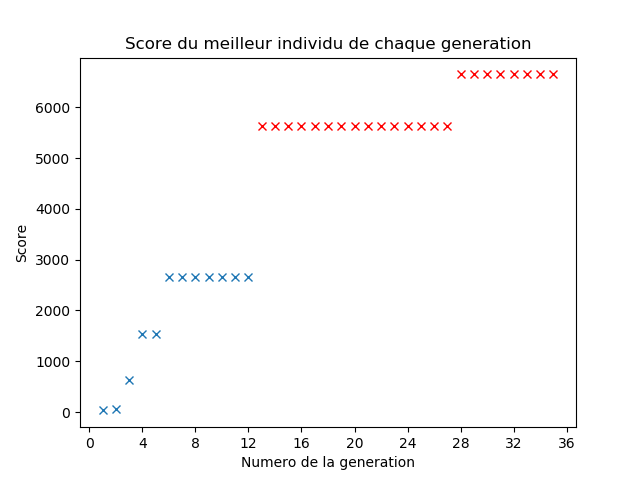 Score du meilleur individu de chaque generation
6000
5000
4000
3000
2000
1000
0
Score
0 4 8 12 16 20 24 28 32 36
Numero de la generation